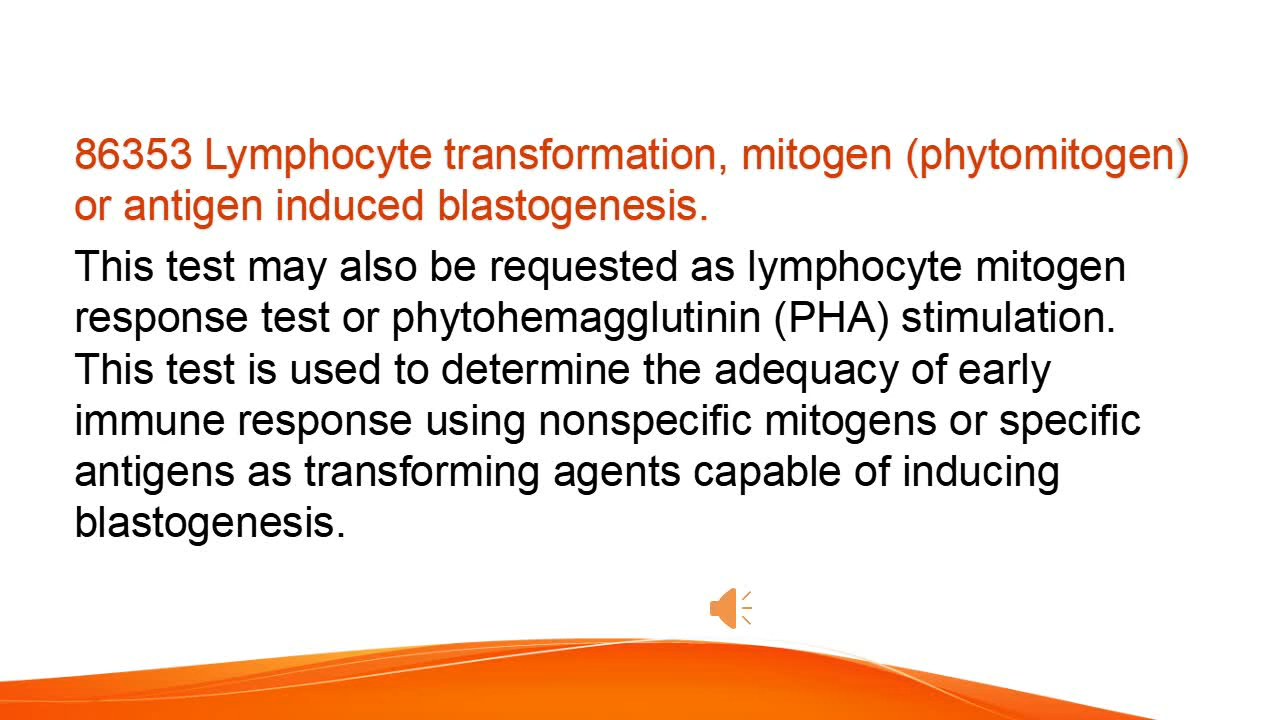 86353 Lymphocyte transformation, mitogen (phytomitogen)
or antigen induced blastogenesis.
This test may also be requested as lymphocyte mitogen
response test or phytohemagglutinin (PHA) stimulation.
This test is used to determine the adequacy of early
immune response using nonspecific mitogens or specific
antigens as transforming agents capable of inducing
blastogenesis.